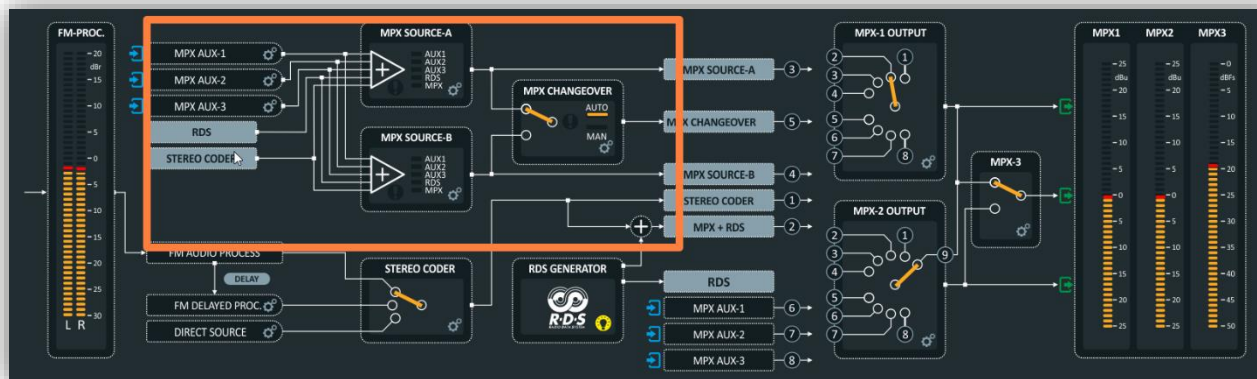 FM-PROC.
-20
dBr
-15
-10
-5
-0
-5
-10
-15
-20
-25
-30
L R
MPX AUX-1
MPX AUX-2
MPX AUX-3
RDS
STEREO CODER
MPX SOURCE-A
AUX1
AUX2
AUX3
RDS
MPX
MPX SOURCE-B
AUX1
AUX2
AUX3
RDS
MPX
MPX CHANGEOVER
AUTO
MAN
MPX SOURCE-A 3
MPX CHANGEOVER 5
MPX SOURCE-B 4
STEREO CODER 1
MPX + RDS 2
FM AUDIO PROCESS
DELAY
FM DELAYED PROC.
DIRECT SOURCE
STEREO CODER
RDS GENERATOR
R·D·S
RADIO DATA SYSTEM
RDS
MPX AUX-1 6
MPX AUX-2 7
MPX AUX-3 8
MPX-1 OUTPUT
2
1
3
4
5
6
7
8
MPX-2 OUTPUT
2
1
3
4
9
5
6
7
8
MPX-3
MPX1 MPX2 MPX3
-25
dBu
-20
-15
-10
-5
-0
-5
-10
-15
-20
-25
-25
dBu
-20
-15
-10
-5
-0
-5
-10
-15
-20
-25
-0
dBFs
-5
-10
-15
-20
-25
-30
-35
-40
-45
-50